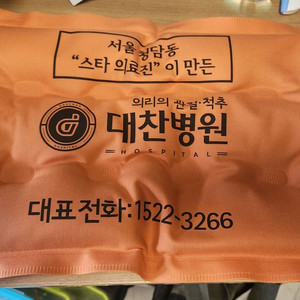 서울 청담동
"스타 의료진" 이 만든
의리의 관절·척추
대찬병원
HOSPITAL
대표 전화:1522-3266